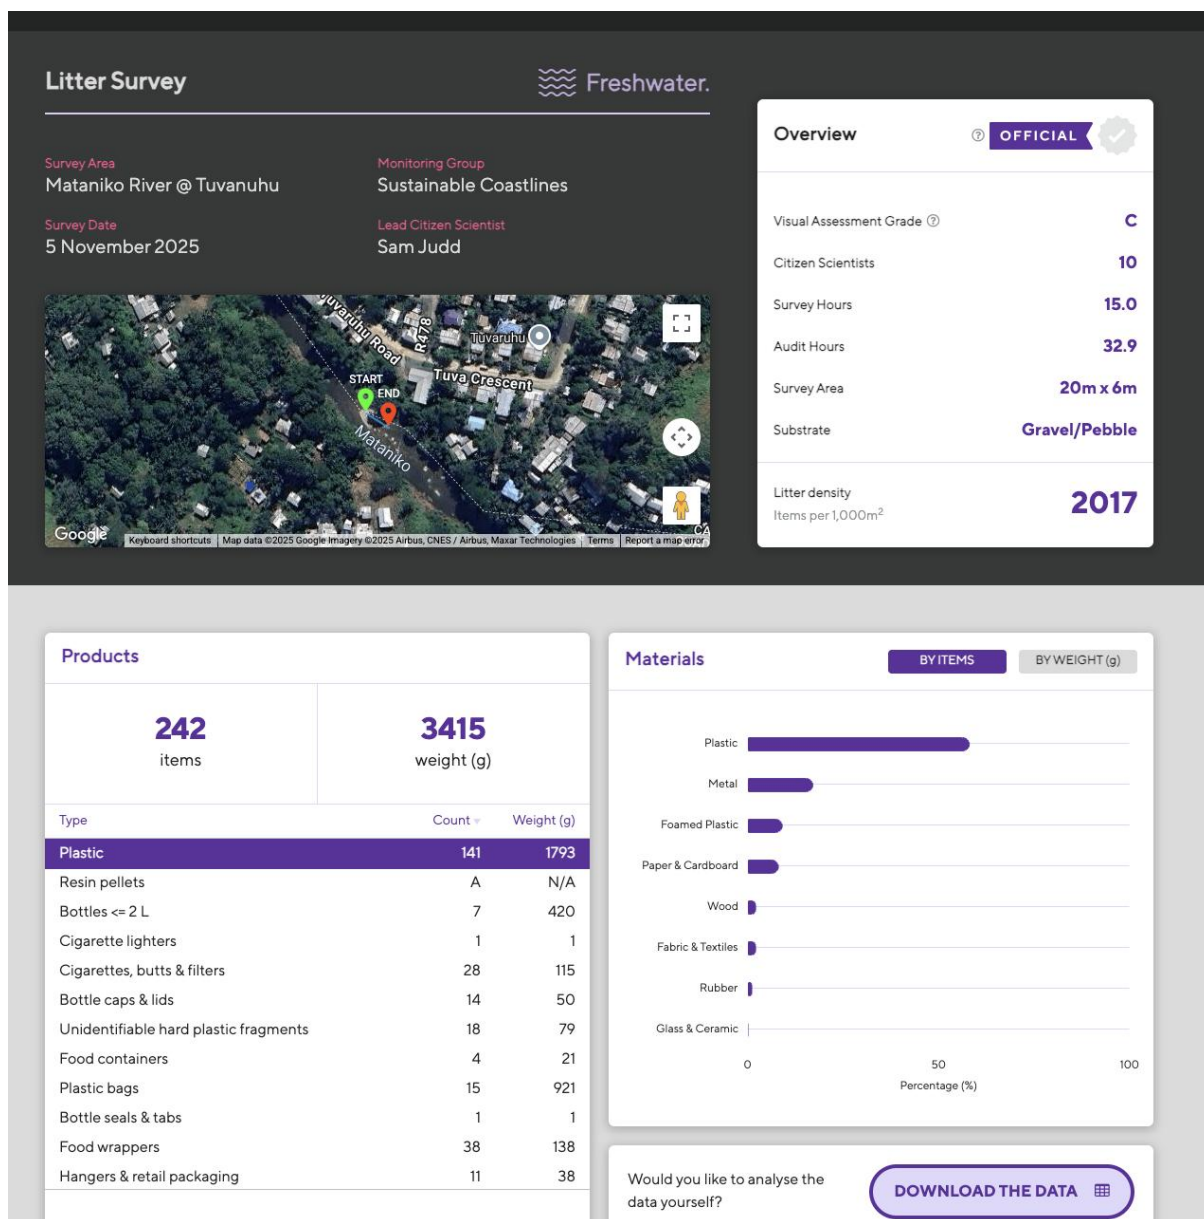 Litter Survey
Freshwater.
Survey Area
Mataniko River @ Tuvanuhu
Monitoring Group
Sustainable Coastlines
Survey Date
5 November 2025
Lead Citizen Scientist
Sam Judd
Tuvaruhu Road
R478
Tuvaruhu
Tuva Crescent
START
END
Mataniko
Google
Keyboard shortcuts
Map data ©2025 Google Imagery ©2025 Airbus, CNES / Airbus, Maxar Technologies
Terms
Report a map error
Overview
OFFICIAL
Visual Assessment Grade ? C
Citizen Scientists 10
Survey Hours 15.0
Audit Hours 32.9
Survey Area 20m x 6m
Substrate Gravel/Pebble
Litter density
Items per 1,000m²
2017
Products
242 3415
items weight (g)
Type Count Weight (g)
Plastic 141 1793
Resin pellets A N/A
Bottles <= 2 L 7 420
Cigarette lighters 1 1
Cigarettes, butts & filters 28 115
Bottle caps & lids 14 50
Unidentifiable hard plastic fragments 18 79
Food containers 4 21
Plastic bags 15 921
Bottle seals & tabs 1 1
Food wrappers 38 138
Hangers & retail packaging 11 38
Materials
BY ITEMS
BY WEIGHT (g)
Plastic
Metal
Foamed Plastic
Paper & Cardboard
Wood
Fabric & Textiles
Rubber
Glass & Ceramic
0 50 100
Percentage (%)
Would you like to analyse the
data yourself?
DOWNLOAD THE DATA